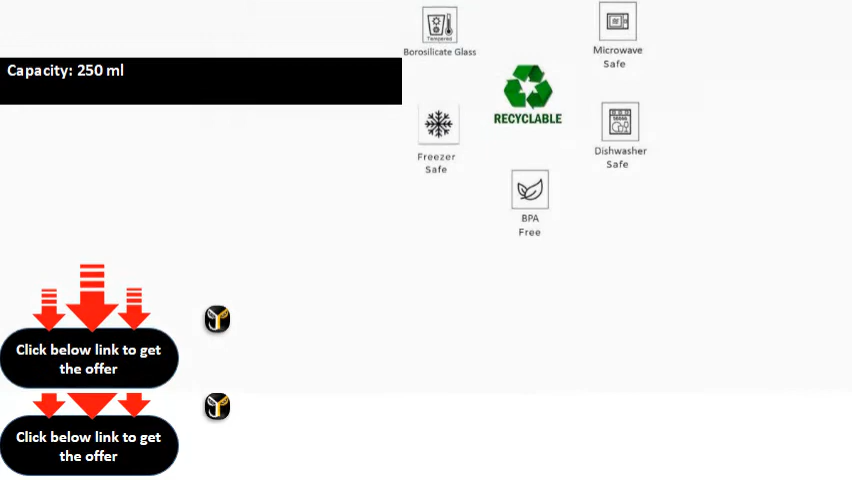 Tempered
Borosilicate Glass
Microwave
Safe
Capacity: 250 ml
RECYCLABLE
Freezer
Safe
Dishwasher
Safe
BPA
Free
Click below link to get
the offer
Click below link to get
the offer